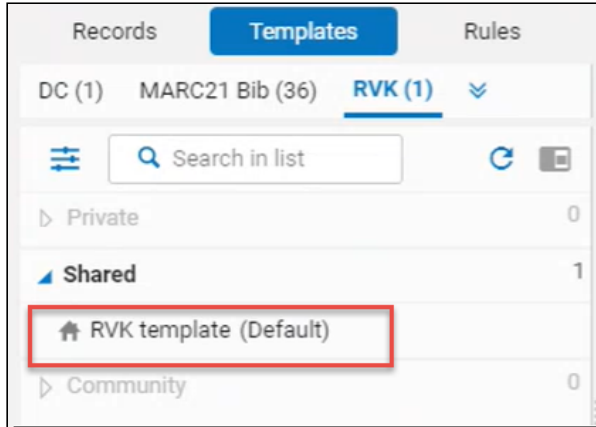 Records Templates Rules
DC (1) MARC21 Bib (36) RVK (1)
Search in list
Private 0
Shared 1
RVK template (Default)
Community 0